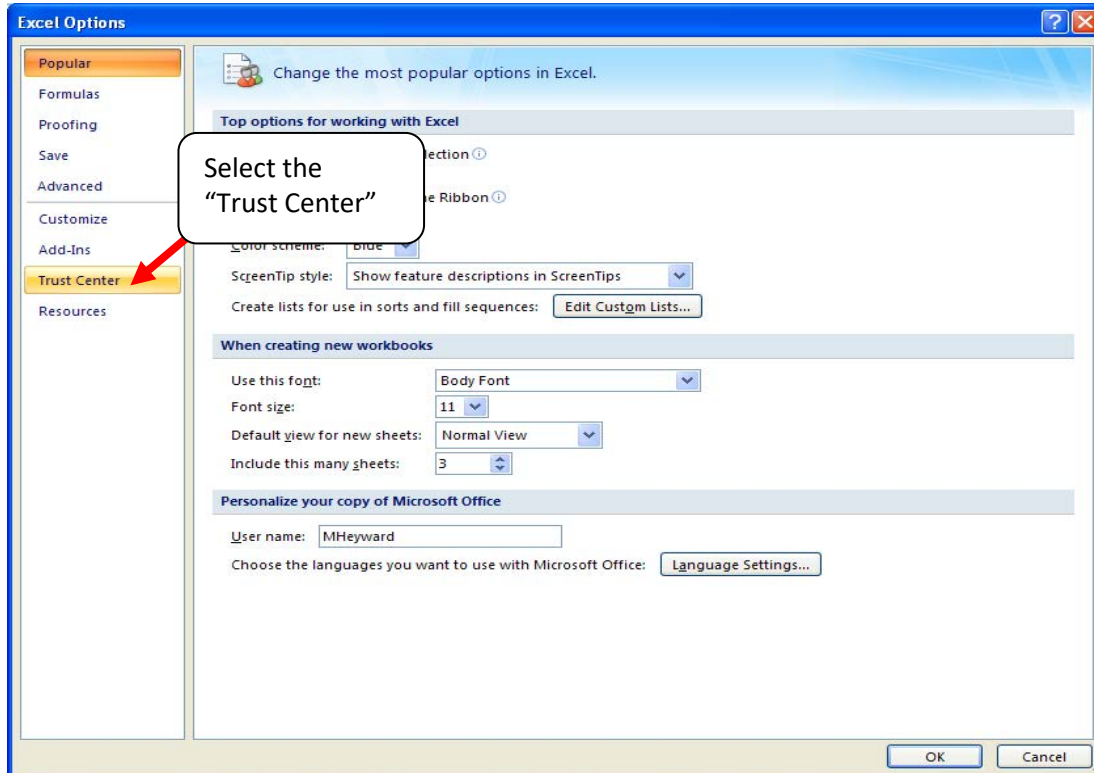 Excel Options
Popular
Formulas
Proofing
Save
Advanced
Customize
Add-Ins
Trust Center
Resources
Change the most popular options in Excel.
Top options for working with Excel
Select the
“Trust Center”
Ribbon
Color scheme: Blue
ScreenTip style: Show feature descriptions in ScreenTips
Create lists for use in sorts and fill sequences: Edit Custom Lists...
When creating new workbooks
Use this font: Body Font
Font size: 11
Default view for new sheets: Normal View
Include this many sheets: 3
Personalize your copy of Microsoft Office
User name: MHeyward
Choose the languages you want to use with Microsoft Office: Language Settings...
OK Cancel